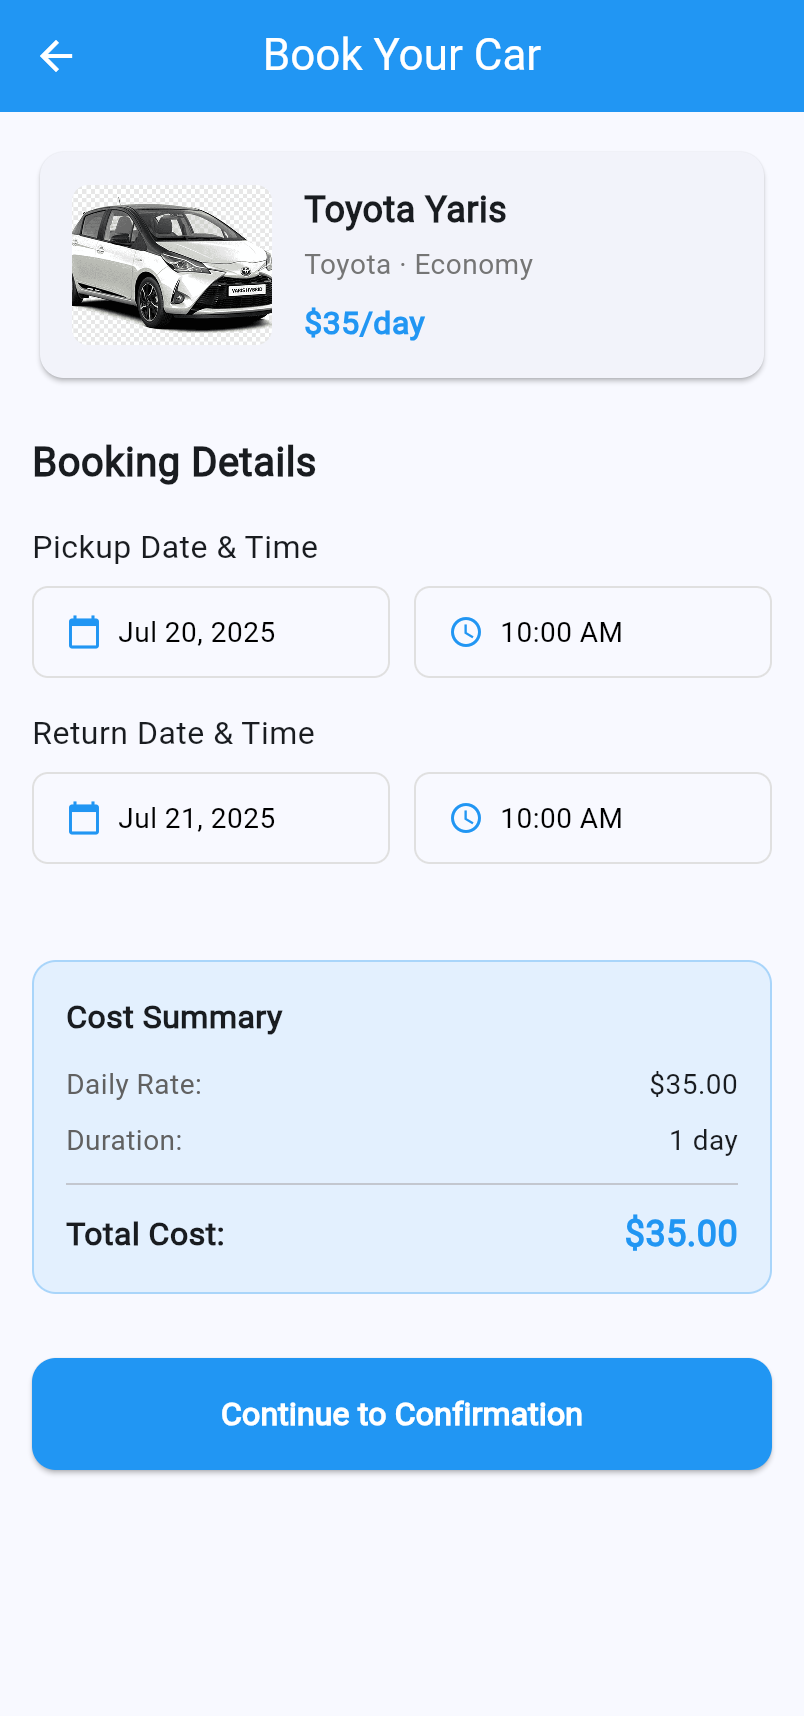 Book Your Car
Toyota Yaris
Toyota · Economy
$35/day
YARIS HYBRID
Booking Details
Pickup Date & Time
Jul 20, 2025
10:00 AM
Return Date & Time
Jul 21, 2025
10:00 AM
Cost Summary
Daily Rate:
$35.00
Duration:
1 day
Total Cost:
$35.00
Continue to Confirmation